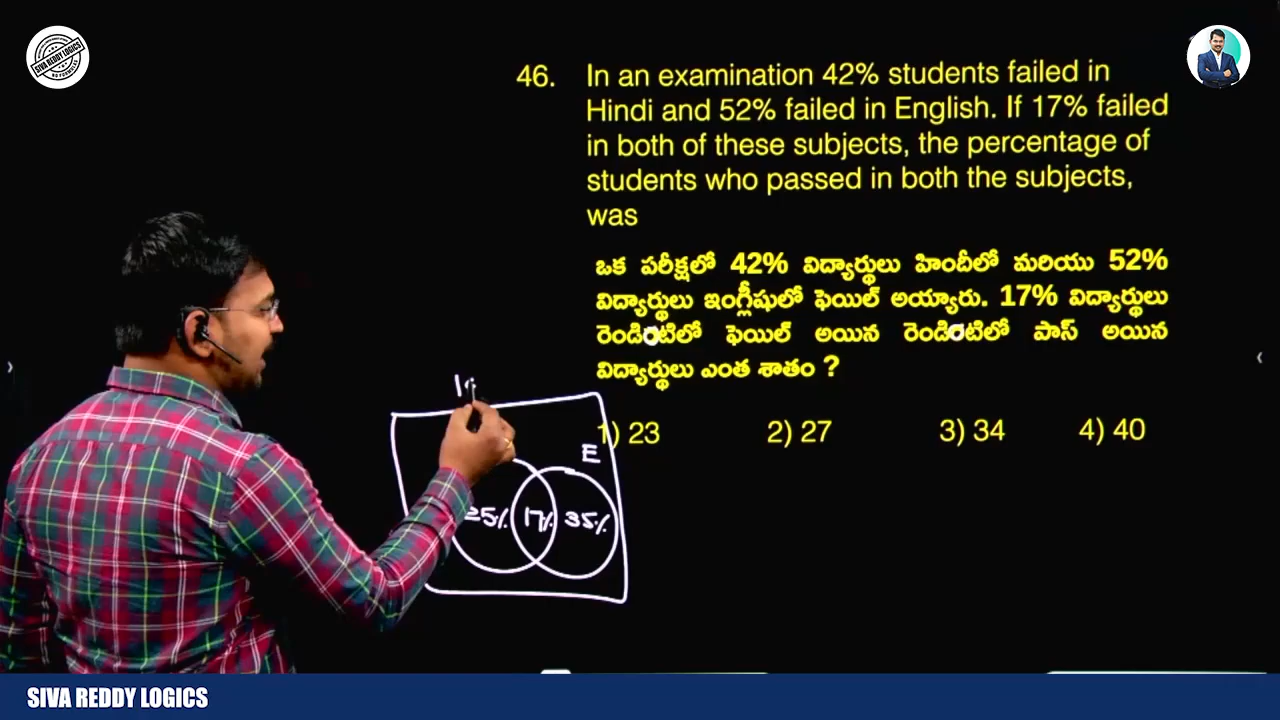 SIVA REDDY LOGICS
46. In an examination 42% students failed in
Hindi and 52% failed in English. If 17% failed
in both of these subjects, the percentage of
students who passed in both the subjects,
was
ఒక పరీక్షలో 42% విద్యార్థులు హిందీలో మరియు 52%
విద్యార్థులు ఇంగ్లీషులో ఫెయిల్ అయ్యారు. 17% విద్యార్థులు
రెండింటిలో ఫెయిల్ అయిన రెండింటిలో పాస్ అయిన
విద్యార్థులు ఎంత శాతం ?
1) 23 2) 27 3) 34 4) 40
E
25% 17% 35%
SIVA REDDY LOGICS